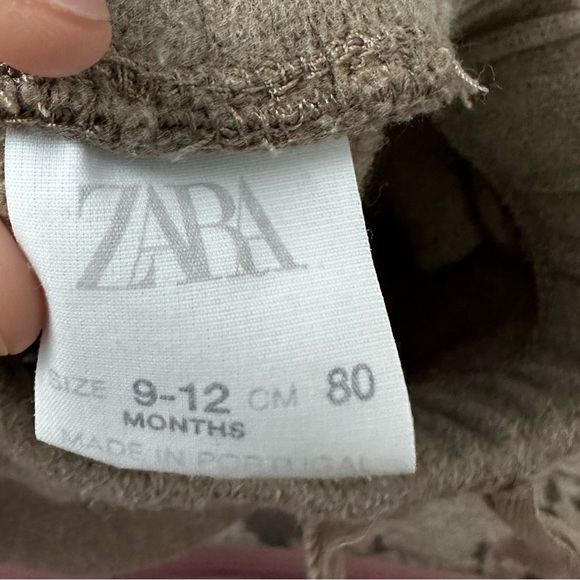 ZARA
SIZE 9-12 CM 80
MONTHS
MADE IN PORTUGAL